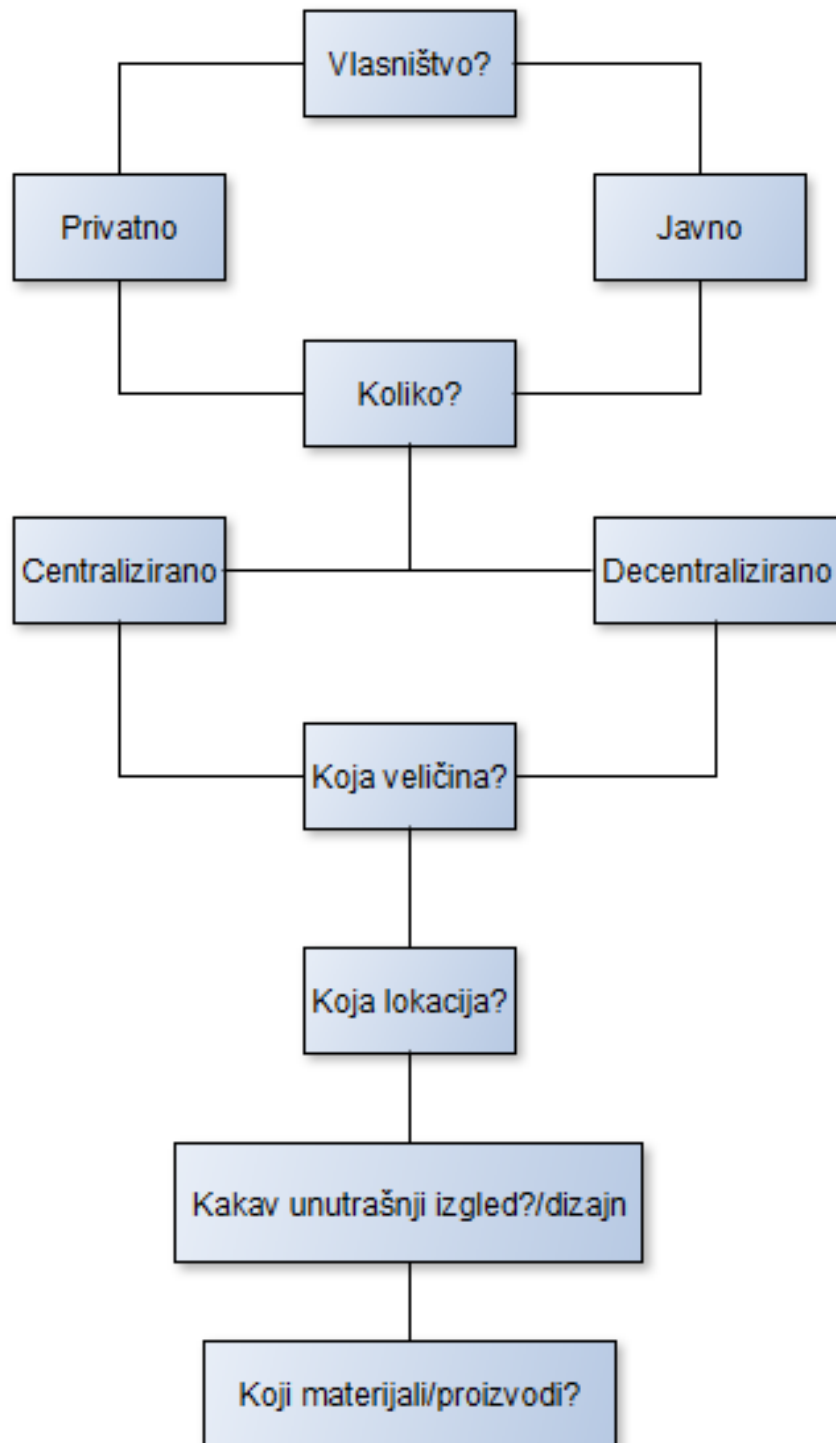 Vlasništvo?
Privatno
Javno
Koliko?
Centralizirano
Decentralizirano
Koja veličina?
Koja lokacija?
Kakav unutrašnji izgled?/dizajn
Koji materijali/proizvodi?